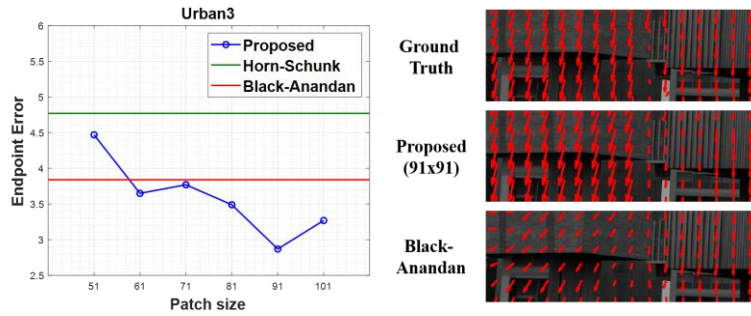 Urban3
6
5.5
5
4.5
4
3.5
3
2.5
Endpoint Error
Proposed
Horn-Schunk
Black-Anandan
51 61 71 81 91 101
Patch size
Ground
Truth
Proposed
(91x91)
Black-
Anandan